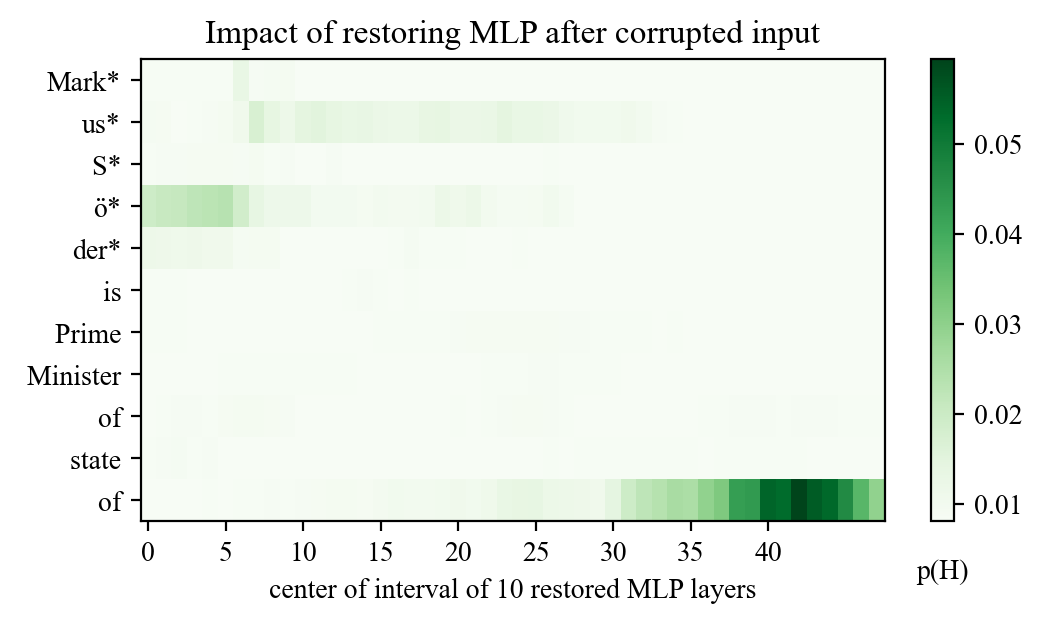 Impact of restoring MLP after corrupted input
Mark*
us*
S*
ö*
der*
is
Prime
Minister
of
state
of
0 5 10 15 20 25 30 35 40
center of interval of 10 restored MLP layers
0.05
0.04
0.03
0.02
0.01
p(H)